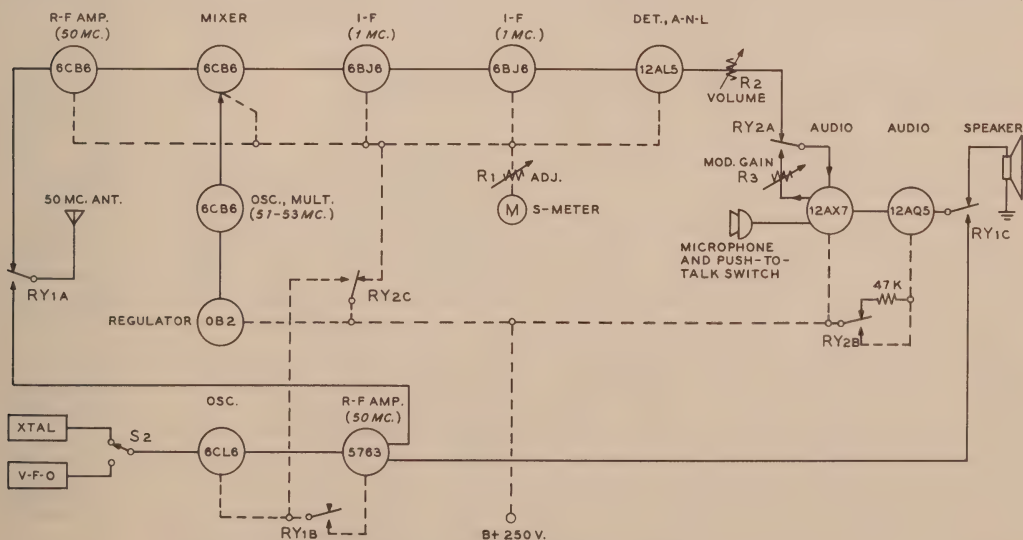 R-F AMP.
(50 MC.)
MIXER
I-F
(1 MC.)
I-F
(1 MC.)
DET., A-N-L
6CB6
6CB6
6BJ6
6BJ6
12AL5
R2
VOLUME
RY2A
AUDIO
AUDIO
SPEAKER
MOD. GAIN
R3
R1
ADJ.
M
S-METER
50 MC. ANT.
6CB6
OSC., MULT.
(51-53 MC.)
12AX7
12AQ5
RY1C
MICROPHONE
AND PUSH-TO-
TALK SWITCH
RY1A
RY2C
47 K
REGULATOR
OB2
RY2B
OSC.
R-F AMP.
(50 MC.)
XTAL
S2
6CL6
5763
V-F-O
RY1B
B+ 250 V.